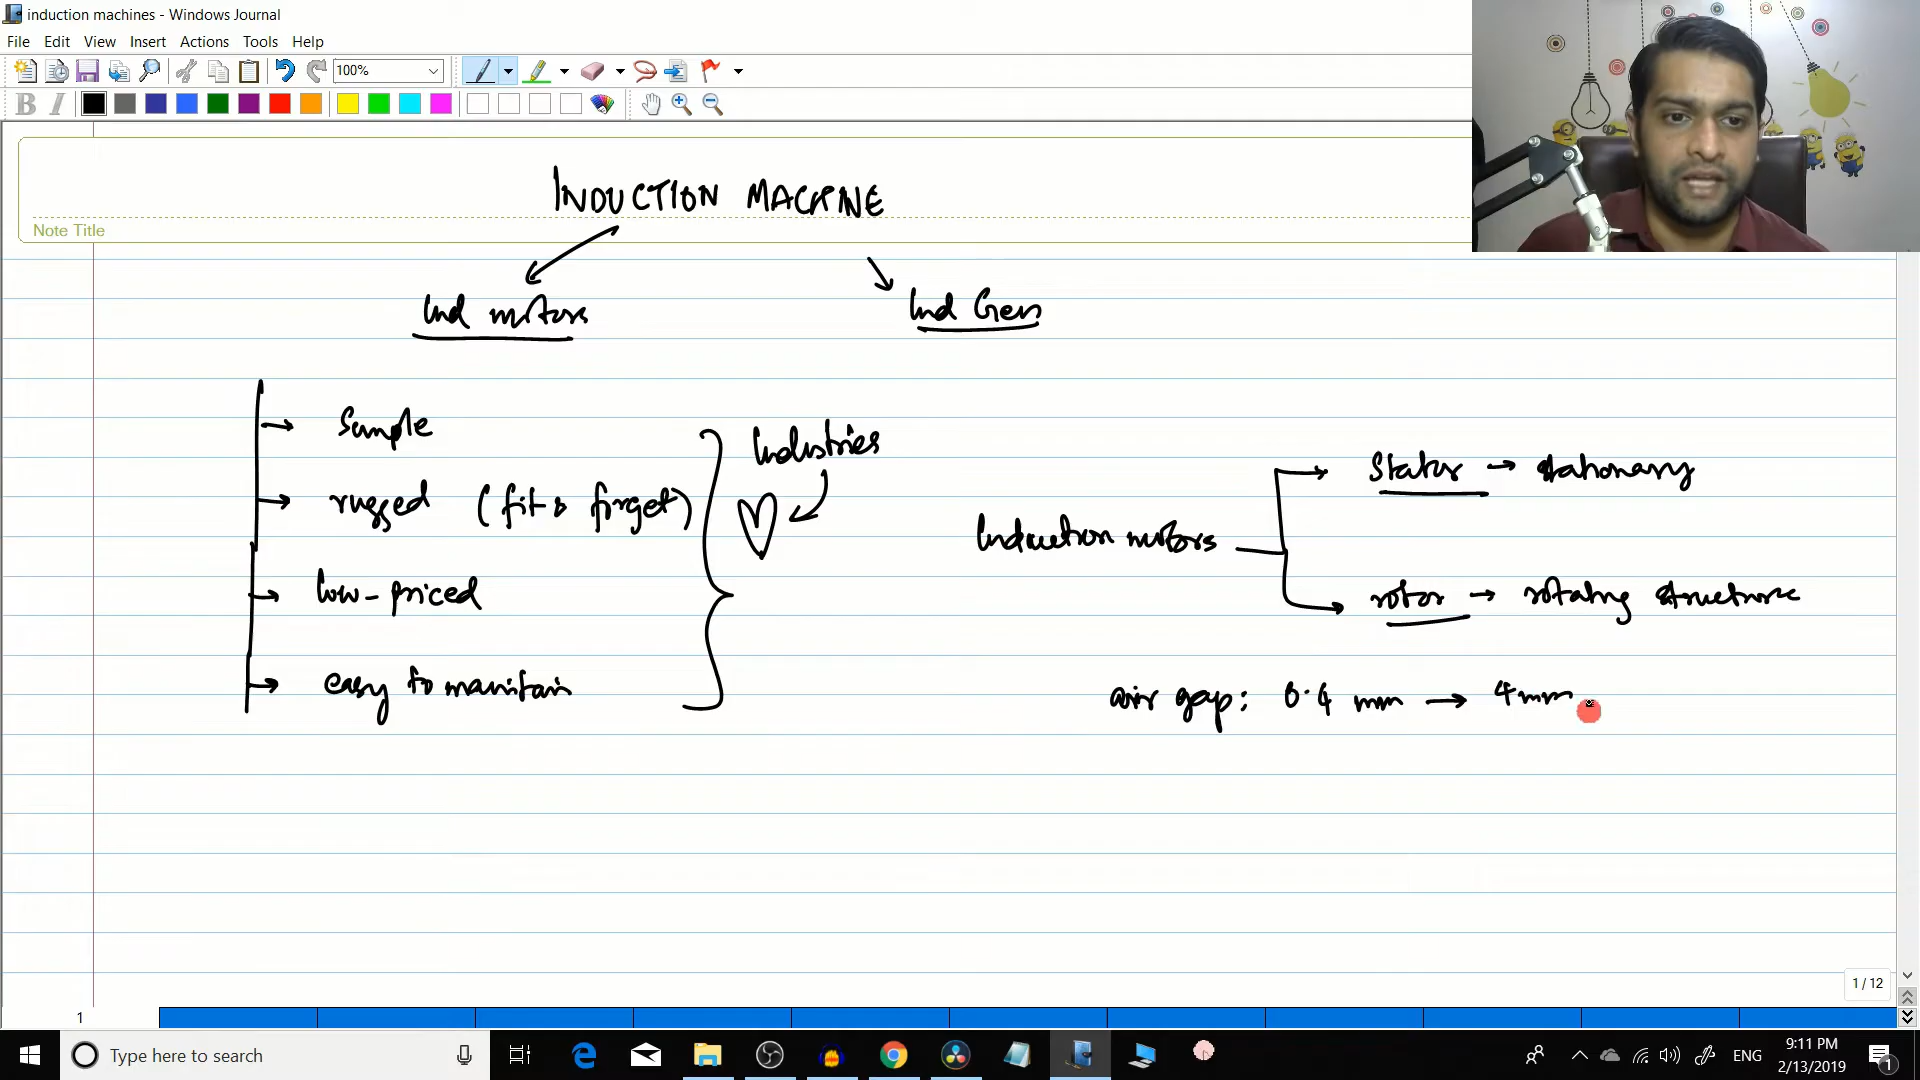 induction machines - Windows Journal
File Edit View Insert Actions Tools Help
100%
B I
INDUCTION MACHINE
Note Title
Ind motors
Ind Gen
Simple
rugged (fit & forget)
low-priced
easy to maintain
Industries
Induction motors
Stator → stationary
rotor → rotating structure
air gap: 0.4 mm → 4mm
1 / 12
1
Type here to search
ENG
9:11 PM
2/13/2019
1